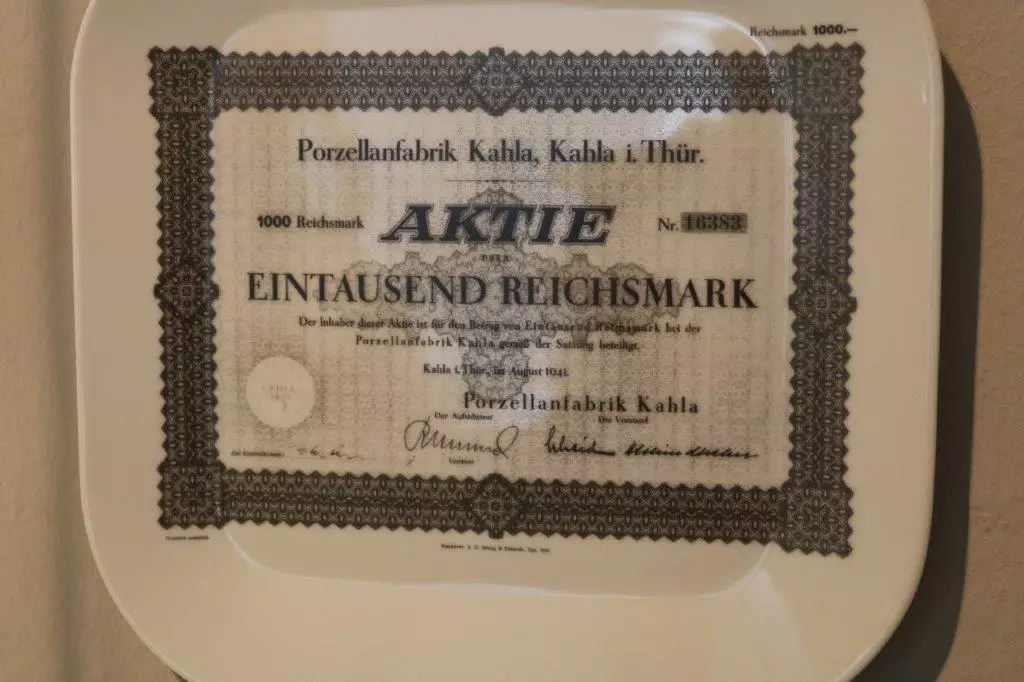 Reichsmark 1000.—
Porzellanfabrik Kahla, Kahla i. Thür.
1000 Reichsmark AKTIE Nr. 16383
ÜBER
EINTAUSEND REICHSMARK
Der Inhaber dieser Aktie ist für den Betrag von Eintausend Reichsmark bei der
Porzellanfabrik Kahla gemäß der Satzung beteiligt.
Kahla i. Thür., im August 1941.
Porzellanfabrik Kahla
Der Aufsichtsrat Der Vorstand
Vorsitzer